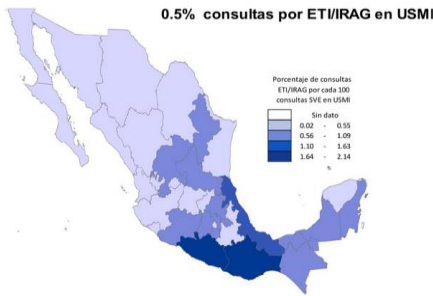 0.5% consultas por ETI/IRAG en USMI
Porcentaje de consultas
ETI/IRAG por cada 100
consultas SVE en USMI
Sin dato
0.02 - 0.55
0.56 - 1.09
1.10 - 1.63
1.64 - 2.14